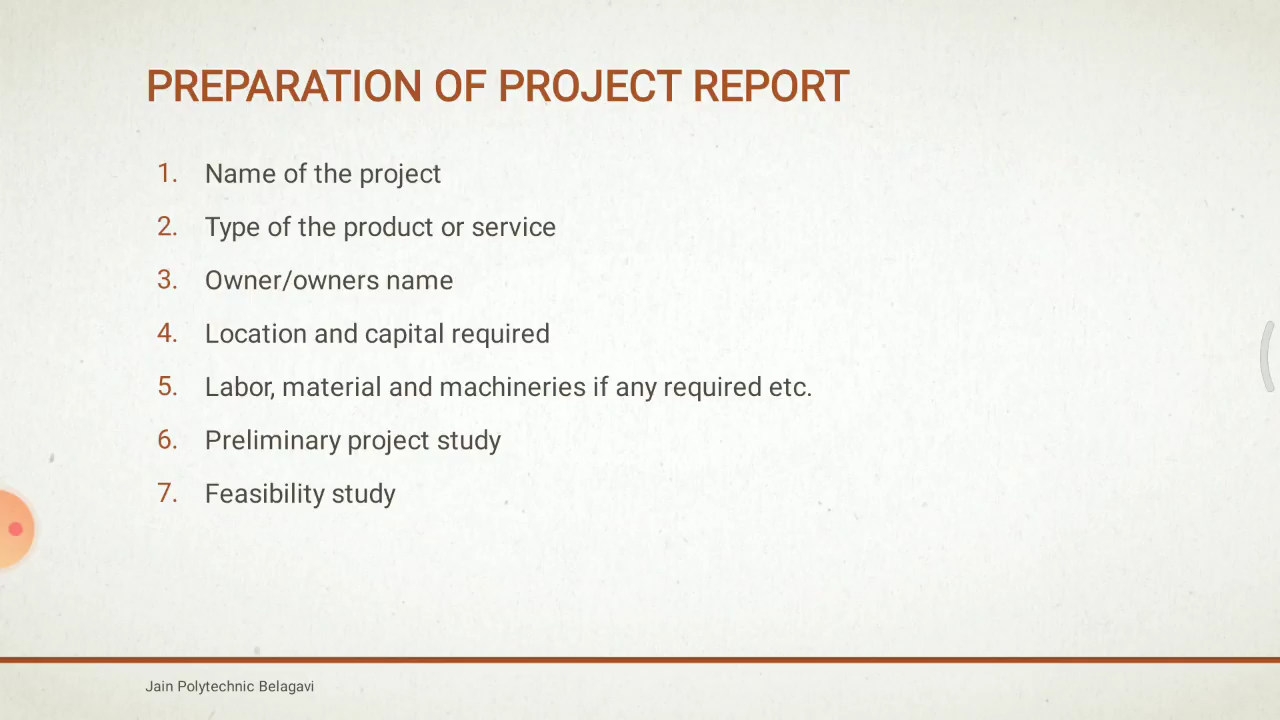 PREPARATION OF PROJECT REPORT
1. Name of the project
2. Type of the product or service
3. Owner/owners name
4. Location and capital required
5. Labor, material and machineries if any required etc.
6. Preliminary project study
7. Feasibility study
Jain Polytechnic Belagavi